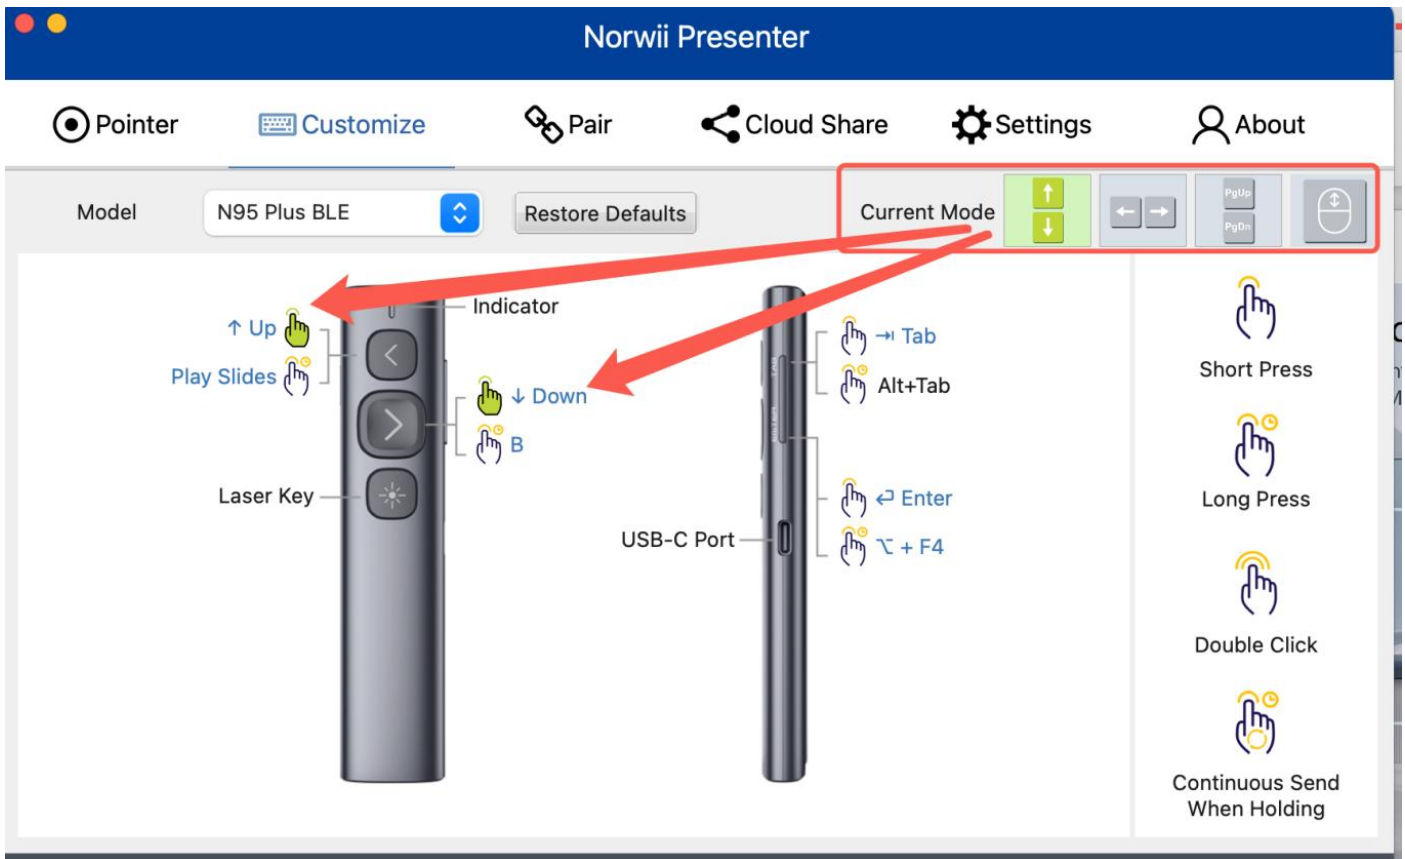 Norwii Presenter
Pointer
Customize
Pair
Cloud Share
Settings
About
Model
N95 Plus BLE
Restore Defaults
Current Mode
↑
↓
← →
PgUp
PgDn
↑ Up
Play Slides
Indicator
↓ Down
B
Laser Key
TAB
⇥ Tab
Alt+Tab
USB-C Port
↵ Enter
⌥ + F4
Short Press
Long Press
Double Click
Continuous Send
When Holding